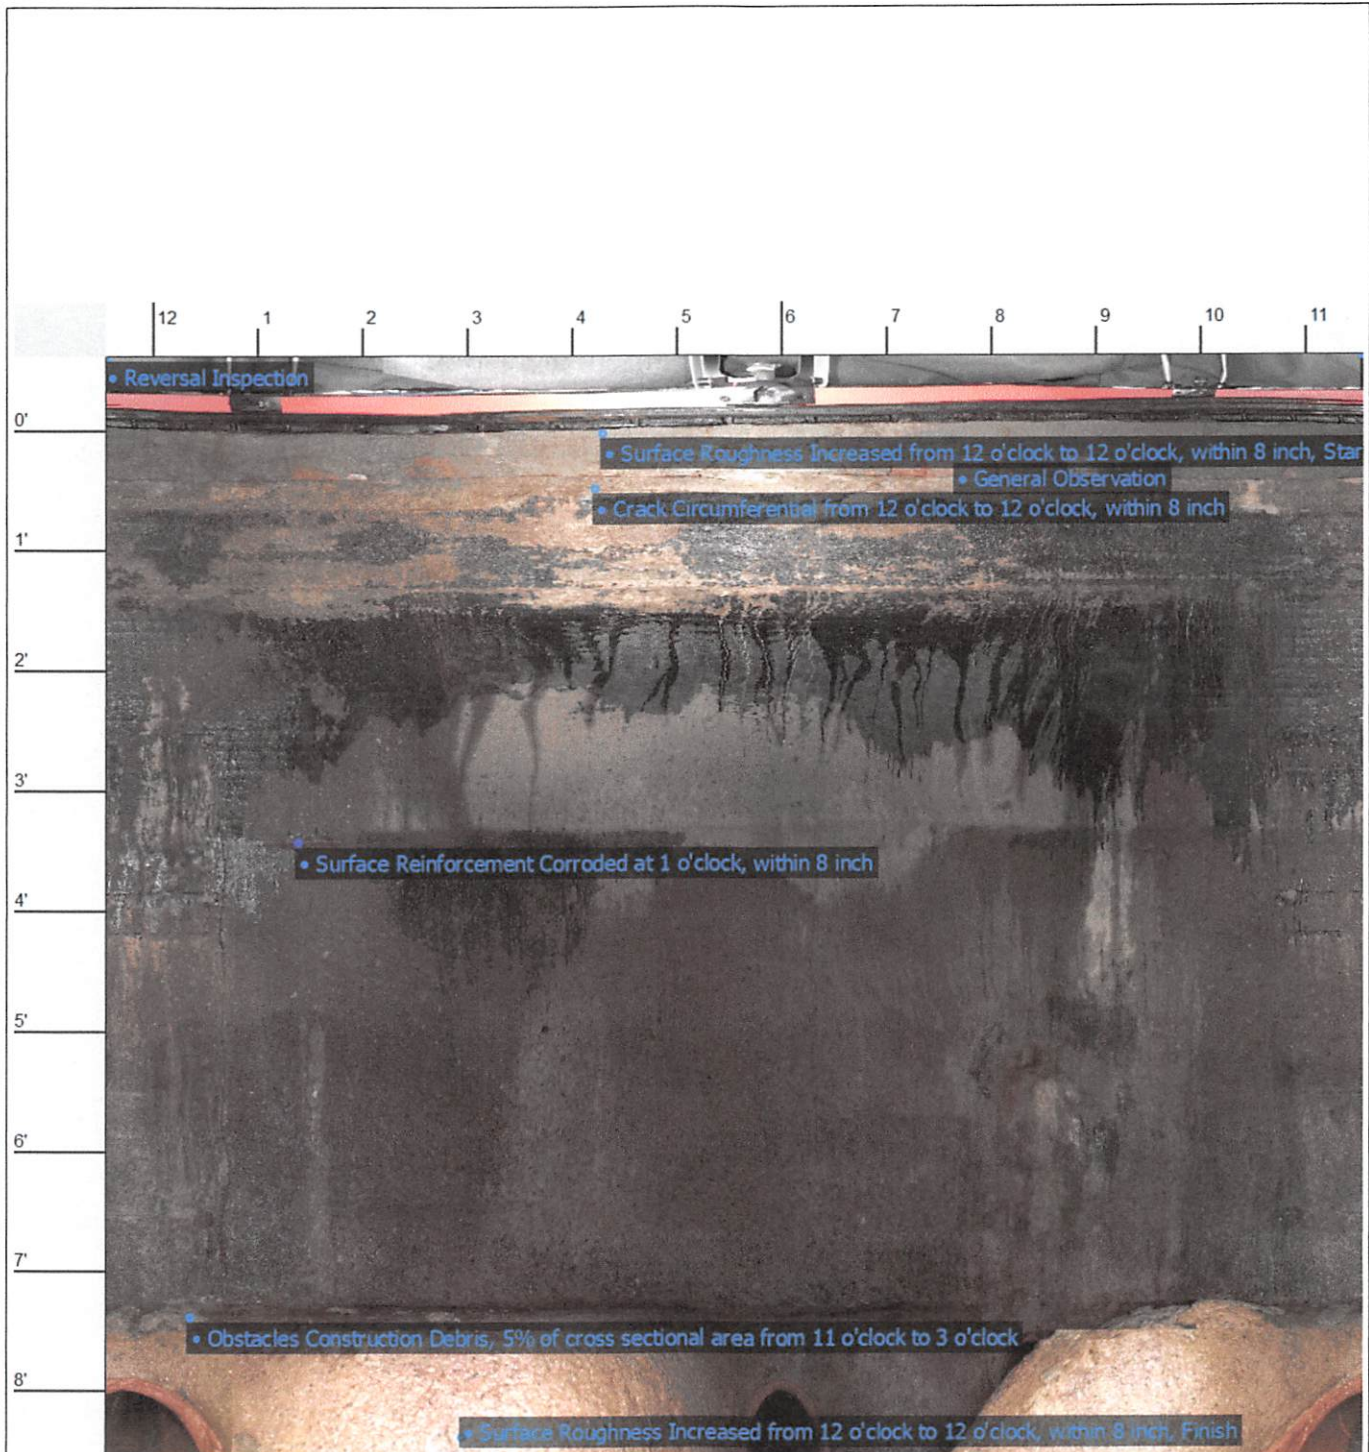 12 1 2 3 4 5 6 7 8 9 10 11
• Reversal Inspection
0'
• Surface Roughness Increased from 12 o'clock to 12 o'clock, within 8 inch, Star
• General Observation
• Crack Circumferential from 12 o'clock to 12 o'clock, within 8 inch
1'
2'
3'
• Surface Reinforcement Corroded at 1 o'clock, within 8 inch
4'
5'
6'
7'
• Obstacles Construction Debris, 5% of cross sectional area from 11 o'clock to 3 o'clock
8'
• Surface Roughness Increased from 12 o'clock to 12 o'clock, within 8 inch, Finish